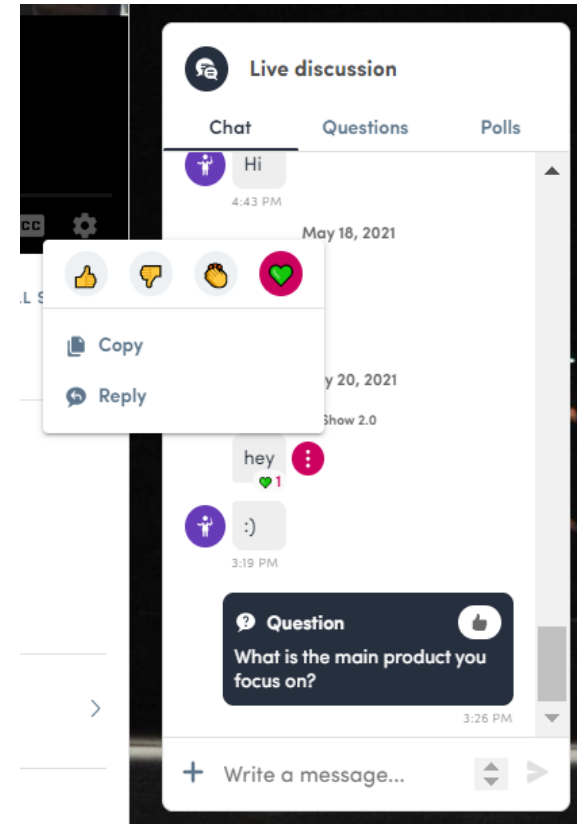 Live discussion
Chat Questions Polls
Hi
4:43 PM
May 18, 2021
CC
Copy
Reply
y 20, 2021
Show 2.0
hey
1
:)
3:19 PM
Question
What is the main product you
focus on?
3:26 PM
Write a message...